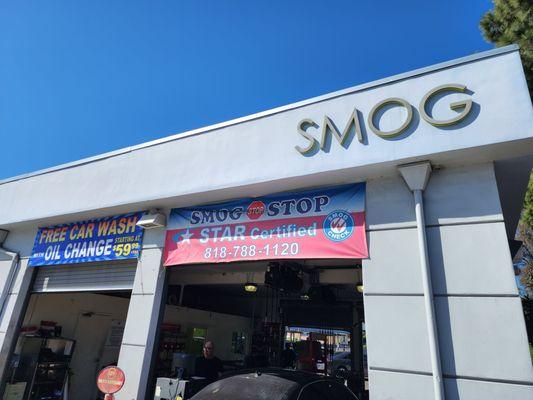 SMOG
SMOG STOP STOP
STAR Certified
818-788-1120
SMOG CHECK
FREE CAR WASH
OIL CHANGE STARTING AT $59.99